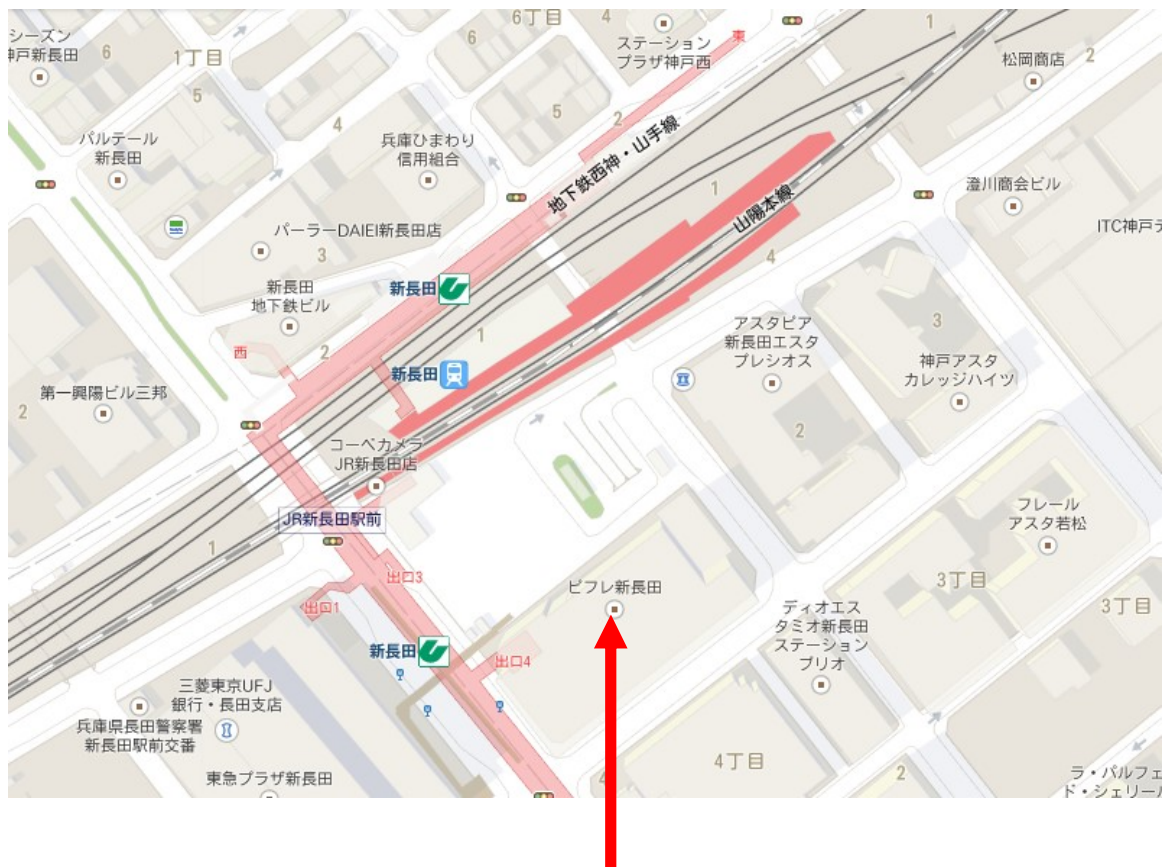 シーズン
神戸新長田
6
1丁目
6丁目
4
ステーション
プラザ神戸西
東
1
松岡商店
2
5
6
パルテール
新長田
4
兵庫ひまわり
信用組合
5
2
地下鉄西神・山手線
1
山陽本線
澄川商会ビル
ITC神戸
パーラーDAIEI新長田店
3
新長田
4
新長田
地下鉄ビル
1
西
2
新長田
アスタピア
新長田エスタ
プレシオス
3
神戸アスタ
カレッジハイツ
第一興陽ビル三邦
2
2
コーベカメラ
JR新長田店
JR新長田駅前
1
フレール
アスタ若松
出口3
出口1
ピフレ新長田
3丁目
3丁目
ディオエス
タミオ新長田
ステーション
プリオ
新長田
出口4
三菱東京UFJ
銀行・長田支店
兵庫県長田警察署
新長田駅前交番
東急プラザ新長田
4丁目
2
ラ・パルフェ
ド・シェリール